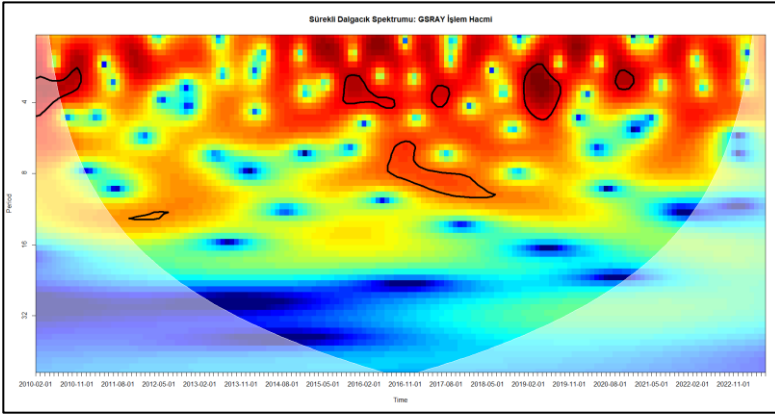 Sürekli Dalgacık Spektrumu: GSRAY İşlem Hacmi
Period
4
8
16
32
2010-02-01 2010-11-01 2011-08-01 2012-05-01 2013-02-01 2013-11-01 2014-08-01 2015-05-01 2016-02-01 2016-11-01 2017-08-01 2018-05-01 2019-02-01 2019-11-01 2020-08-01 2021-05-01 2022-02-01 2022-11-01
Time